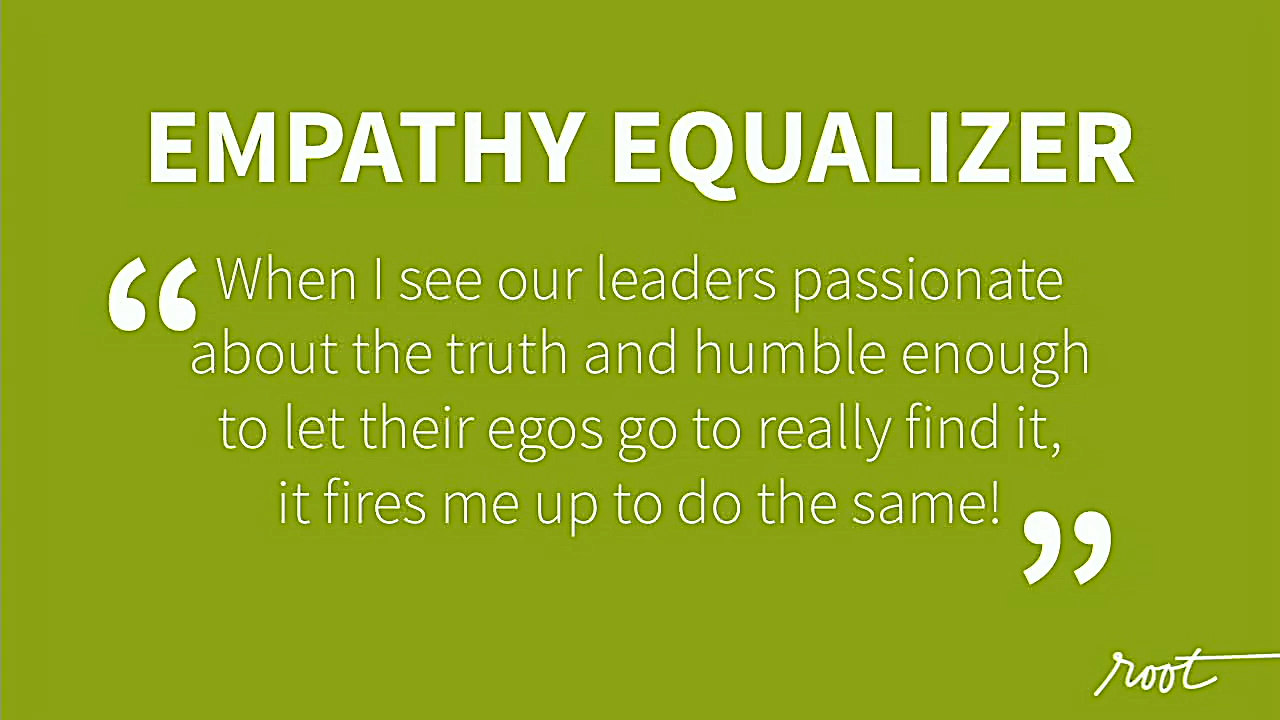 EMPATHY EQUALIZER
“When I see our leaders passionate
about the truth and humble enough
to let their egos go to really find it,
it fires me up to do the same!”
root